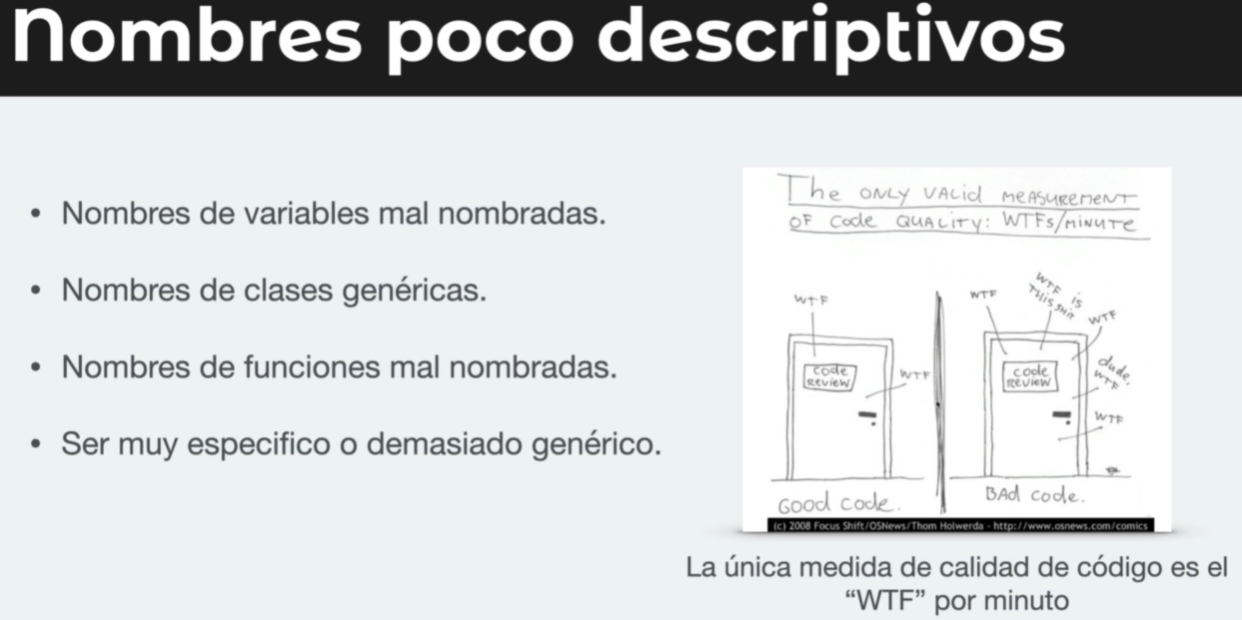 Nombres poco descriptivos
• Nombres de variables mal nombradas.
• Nombres de clases genéricas.
• Nombres de funciones mal nombradas.
• Ser muy especifico o demasiado genérico.
The ONLY VALid MEASUREMENT
OF Code QUALITY: WTFs/MINUTE
WTF
code
REVIEW
WTF
Good code.
WTF
WTF is
THIS SHIT
WTF
code
REVIEW
dude,
WTF
WTF
BAd code.
(c) 2008 Focus Shift/OSNews/Thom Holwerda - http://www.osnews.com/comics
La única medida de calidad de código es el
“WTF” por minuto